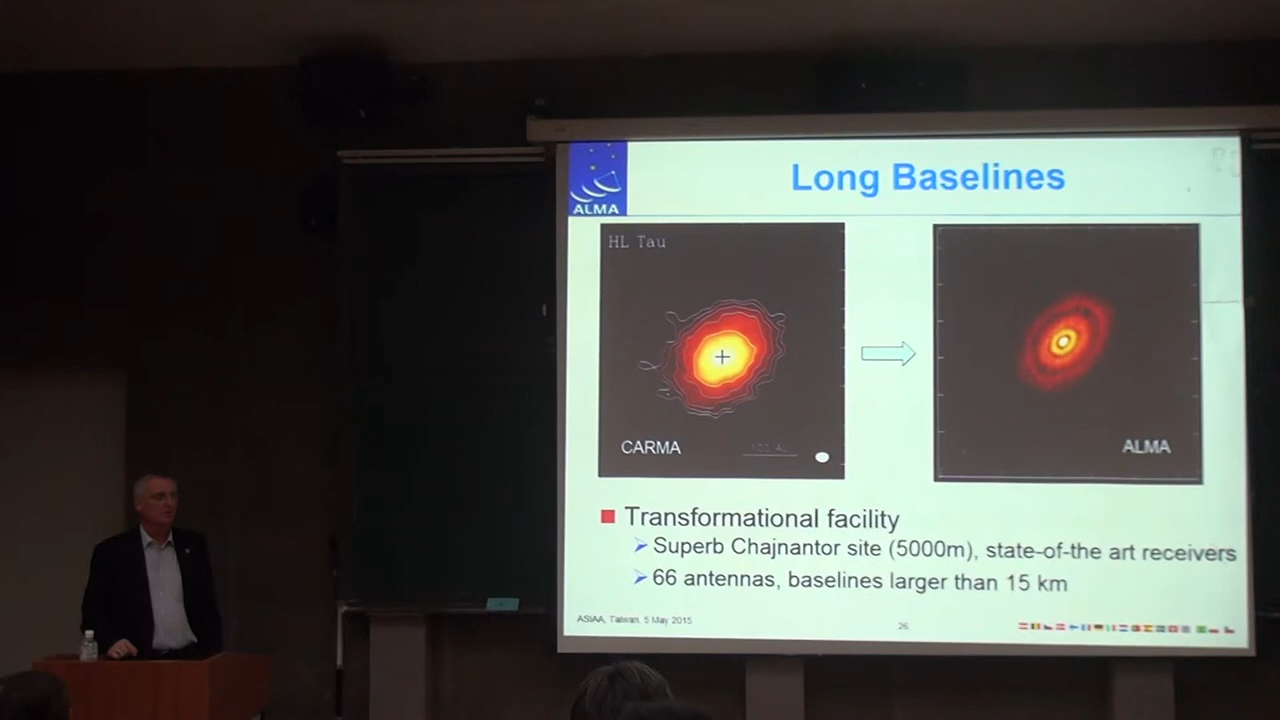 ALMA
Long Baselines
HL Tau
CARMA
ALMA
Transformational facility
Superb Chajnantor site (5000m), state-of-the art receivers
66 antennas, baselines larger than 15 km
ASIAA, Taiwan, 5 May 2015
26